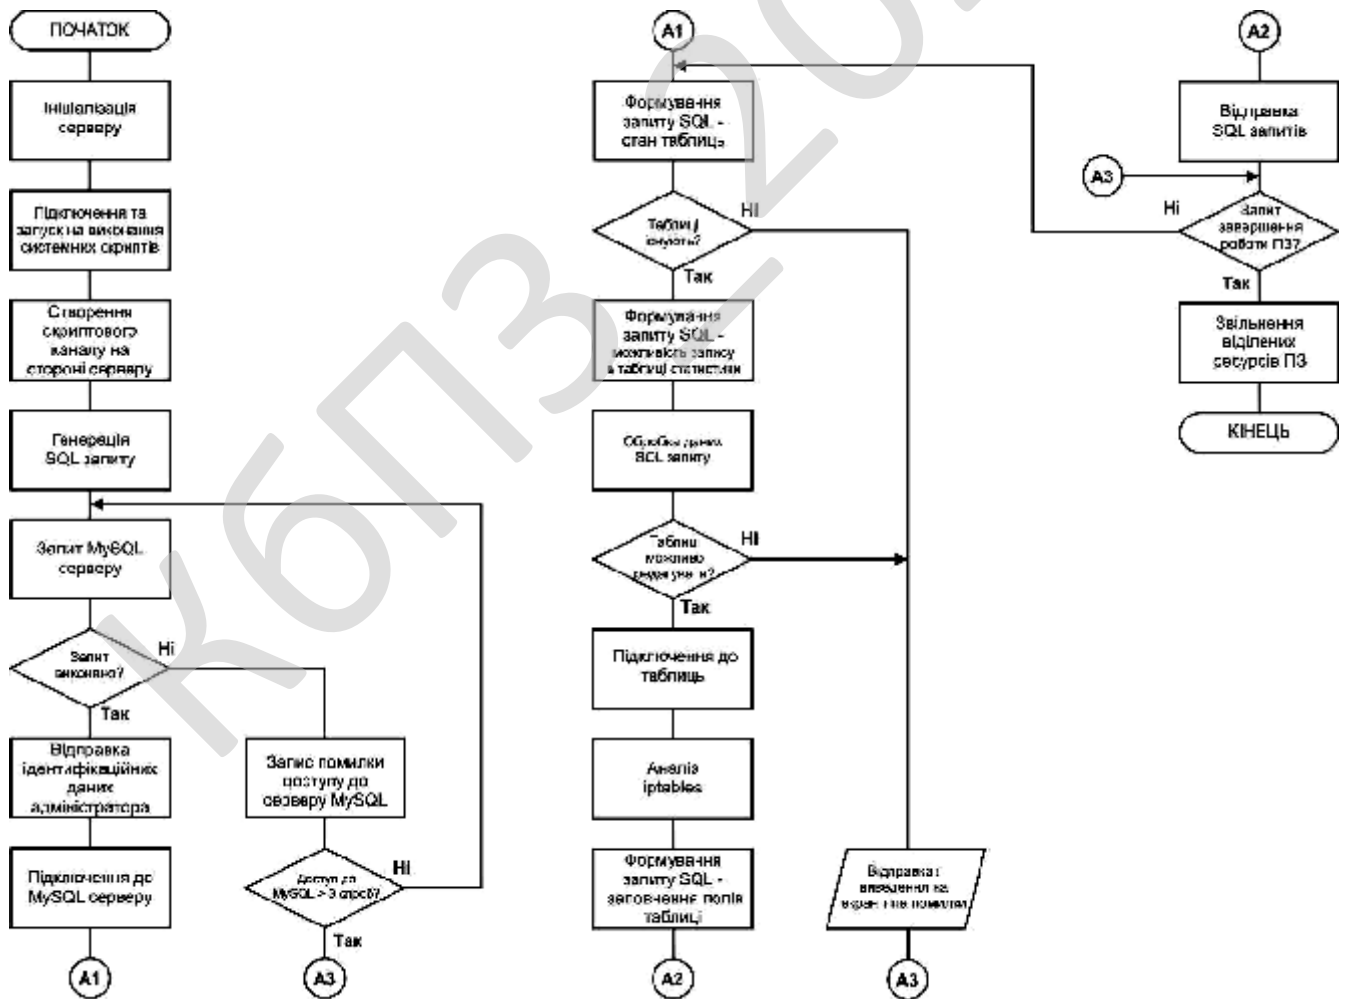 ПОЧАТОК
Ініціалізація
серверу
Підключення та
запуск на виконання
системних скриптів
Створення
скриптового
каналу на
стороні серверу
Генерація
SQL запиту
Запит MySQL
серверу
Запит
виконано?
Ні
Так
Відправка
ідентифікаційних
даних
адміністратора
Підключення до
MySQL серверу
A1
Запис помилки
доступу до
серверу MySQL
Доступ до
MySQL > 3 спроб?
Ні
Так
A3
A1
Формування
запиту SQL -
стан таблиць
Таблиці
існують?
Ні
Так
Формування
запиту SQL -
можливість запису
в таблиці статистики
Обробка даних
SQL запиту
Таблиці
можливо
редагувати?
Ні
Так
Підключення до
таблиць
Аналіз
iptables
Формування
запиту SQL -
заповнення полів
таблиці
A2
Відправка і
виведення на
екран помилки
A3
A2
Відправка
SQL запитів
A3
Запит
завершення
роботи ПЗ?
Ні
Так
Звільнення
виділених
ресурсів ПЗ
КІНЕЦЬ
КбПЗ_20